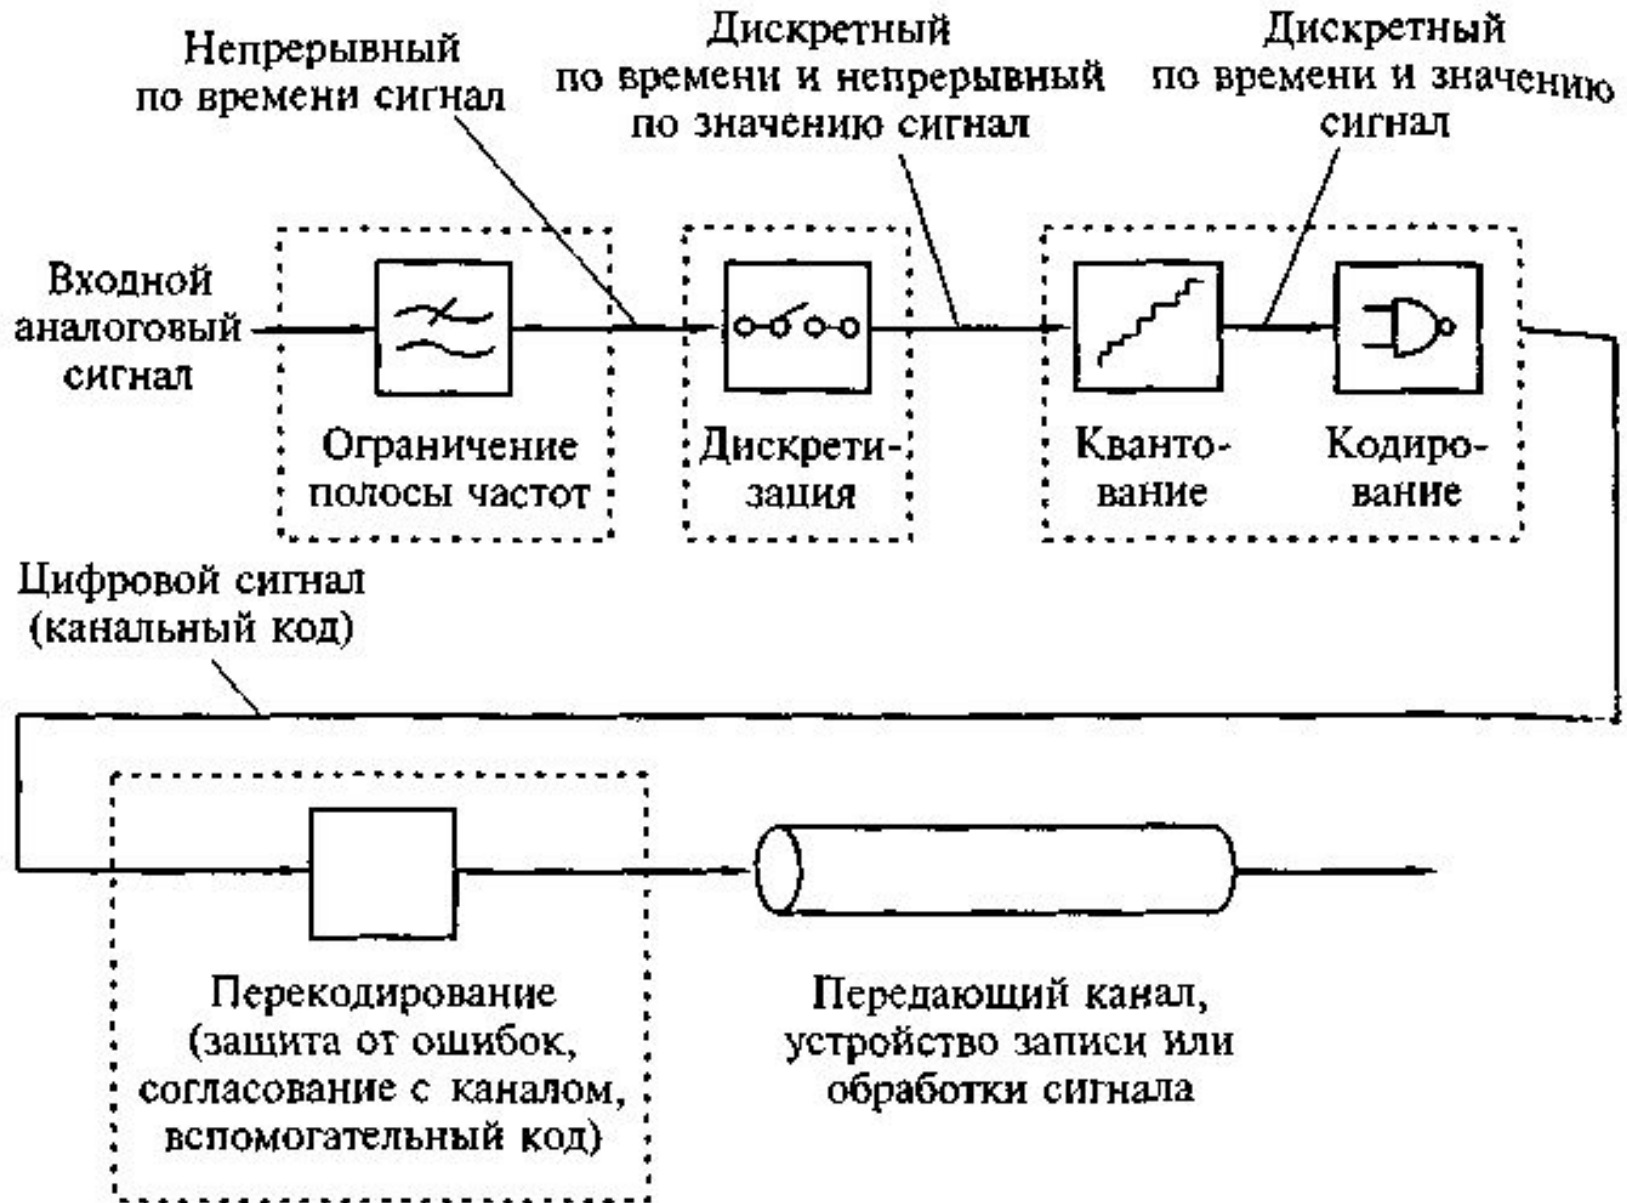 Непрерывный
по времени сигнал
Дискретный
по времени и непрерывный
по значению сигнал
Дискретный
по времени и значению
сигнал
Входной
аналоговый
сигнал
Ограничение
полосы частот
Дискрети-
зация
Кванто-
вание
Кодиро-
вание
Цифровой сигнал
(канальный код)
Перекодирование
(защита от ошибок,
согласование с каналом,
вспомогательный код)
Передающий канал,
устройство записи или
обработки сигнала